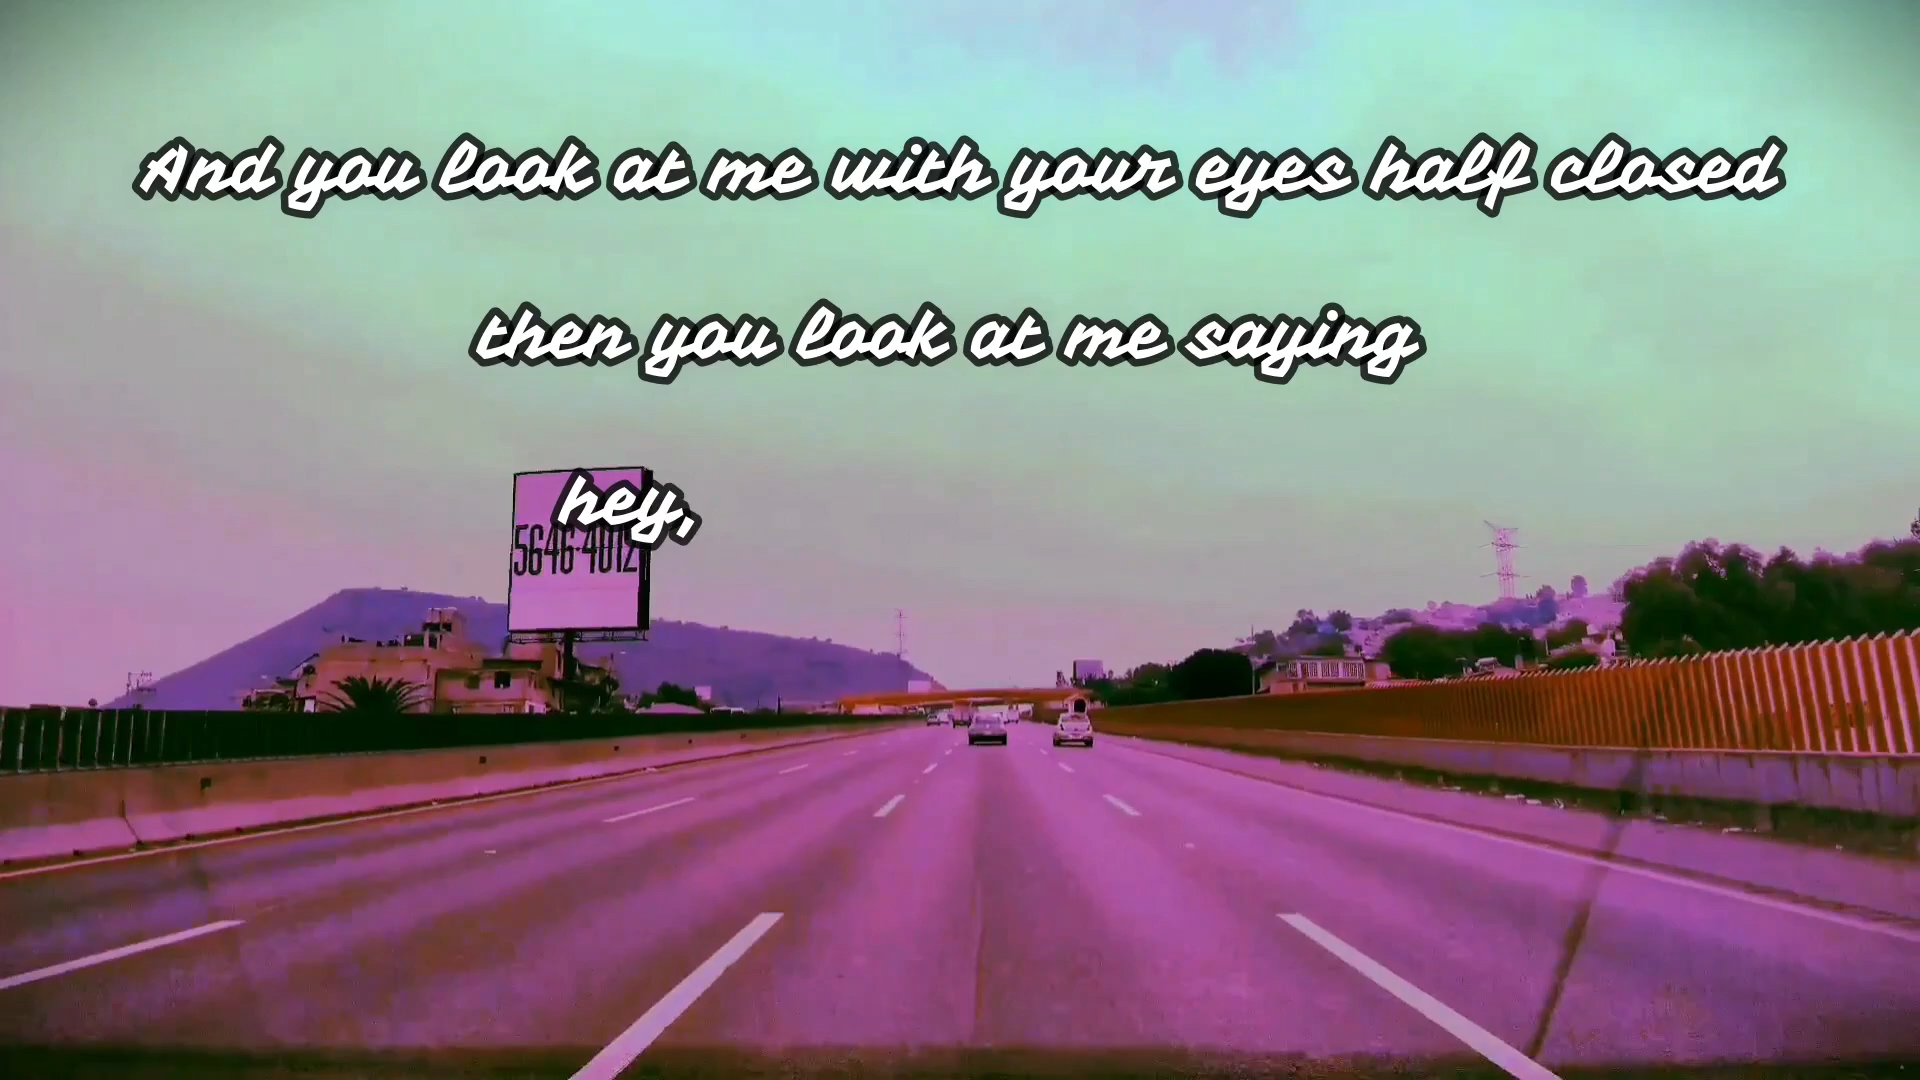 And you look at me with your eyes half closed
then you look at me saying
hey,
5646-4012